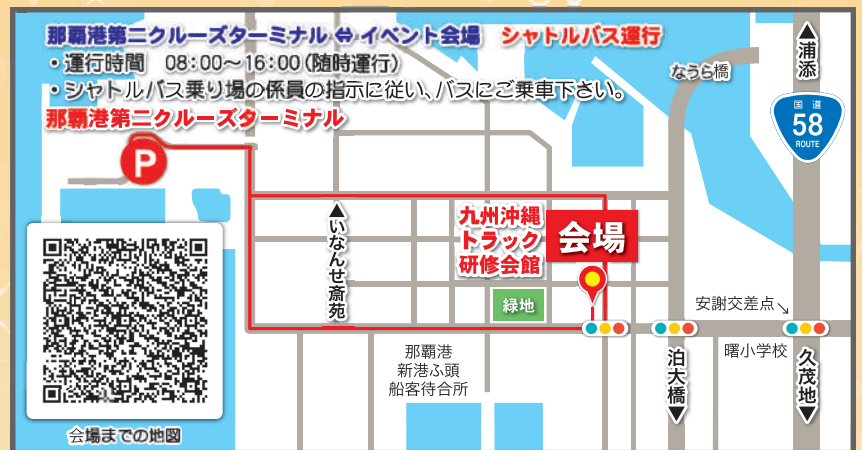 那覇港第二クルーズターミナル⇔イベント会場　シャトルバス運行
・運行時間　08:00～16:00（随時運行）
・シャトルバス乗り場の係員の指示に従い、バスにご乗車下さい。
那覇港第二クルーズターミナル
P
なうら橋
▲浦添
国道
58
ROUTE
▲いなんせ斎苑
九州沖縄
トラック
研修会館
会場
緑地
安謝交差点↘
那覇港
新港ふ頭
船客待合所
泊大橋▼
曙小学校
久茂地▼
会場までの地図